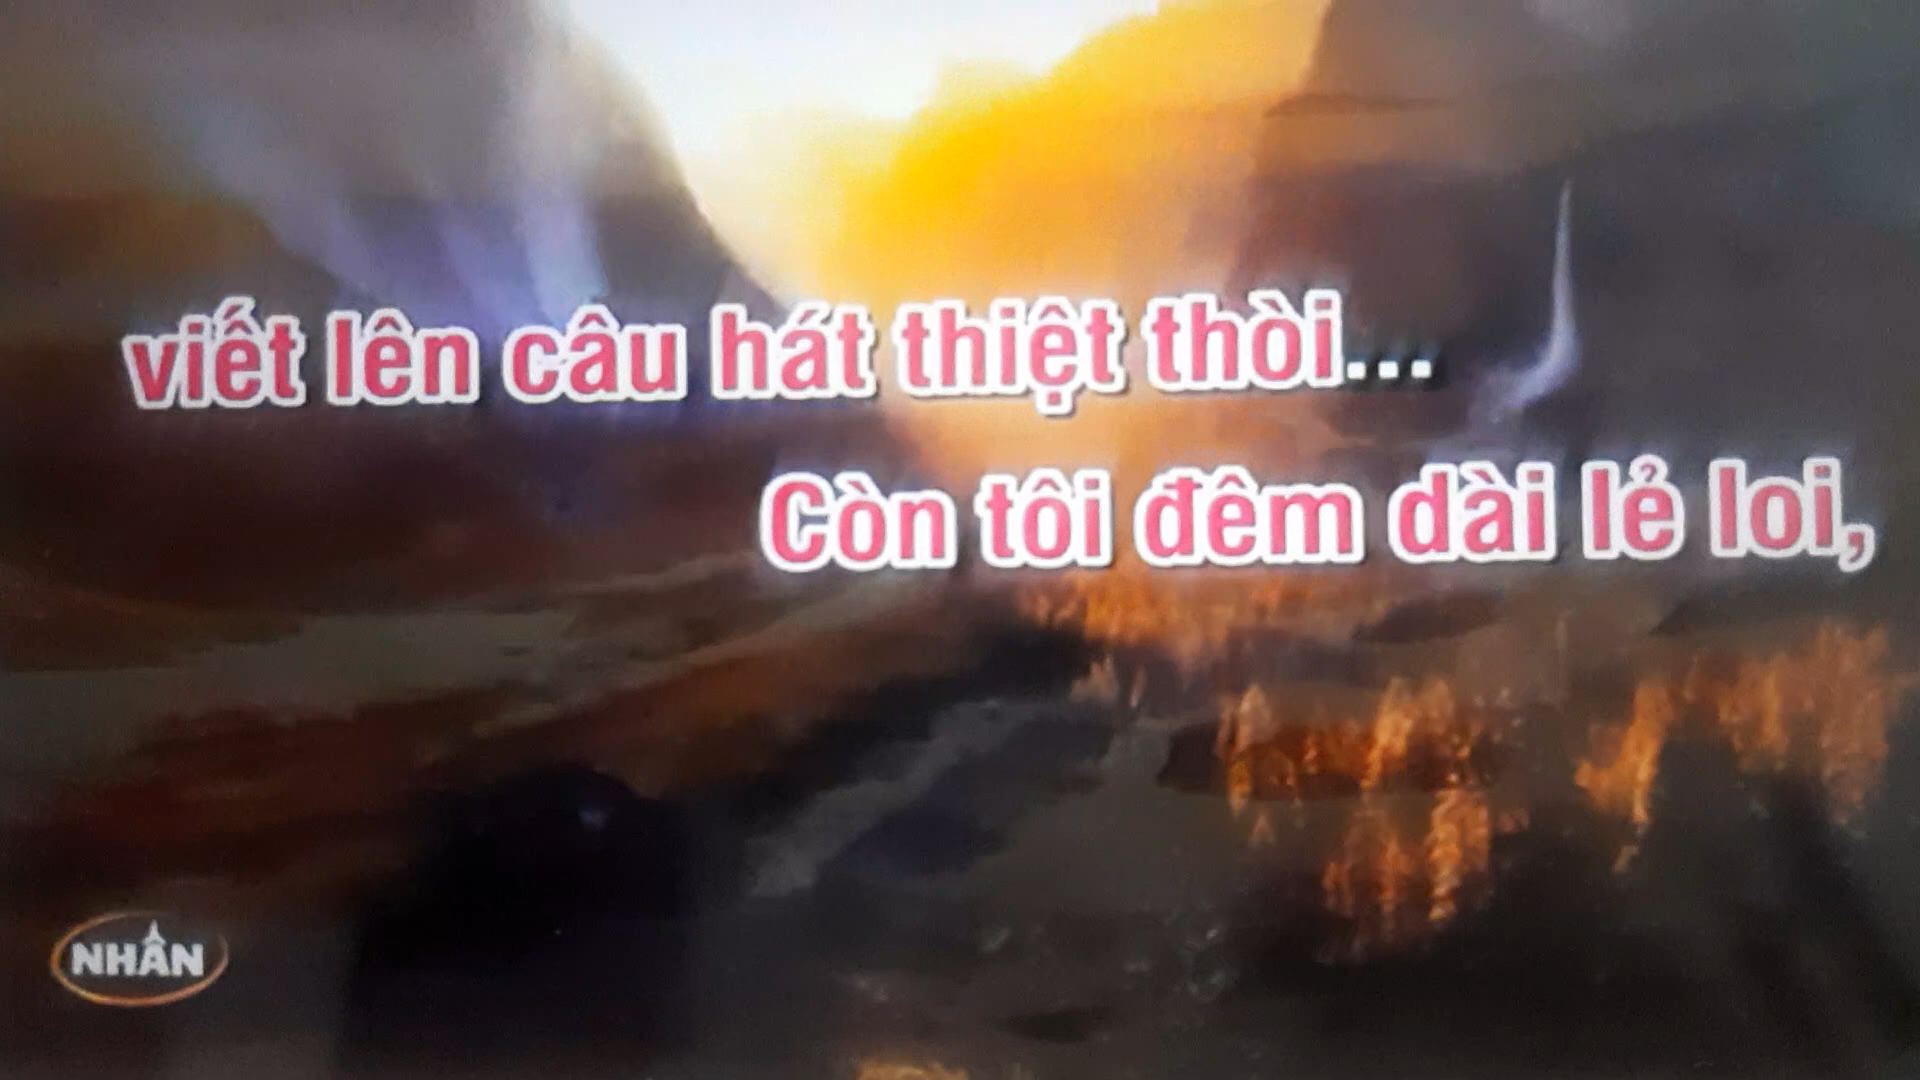 viết lên câu hát thiệt thòi...
Còn tôi đêm dài lẻ loi,
NHÂN